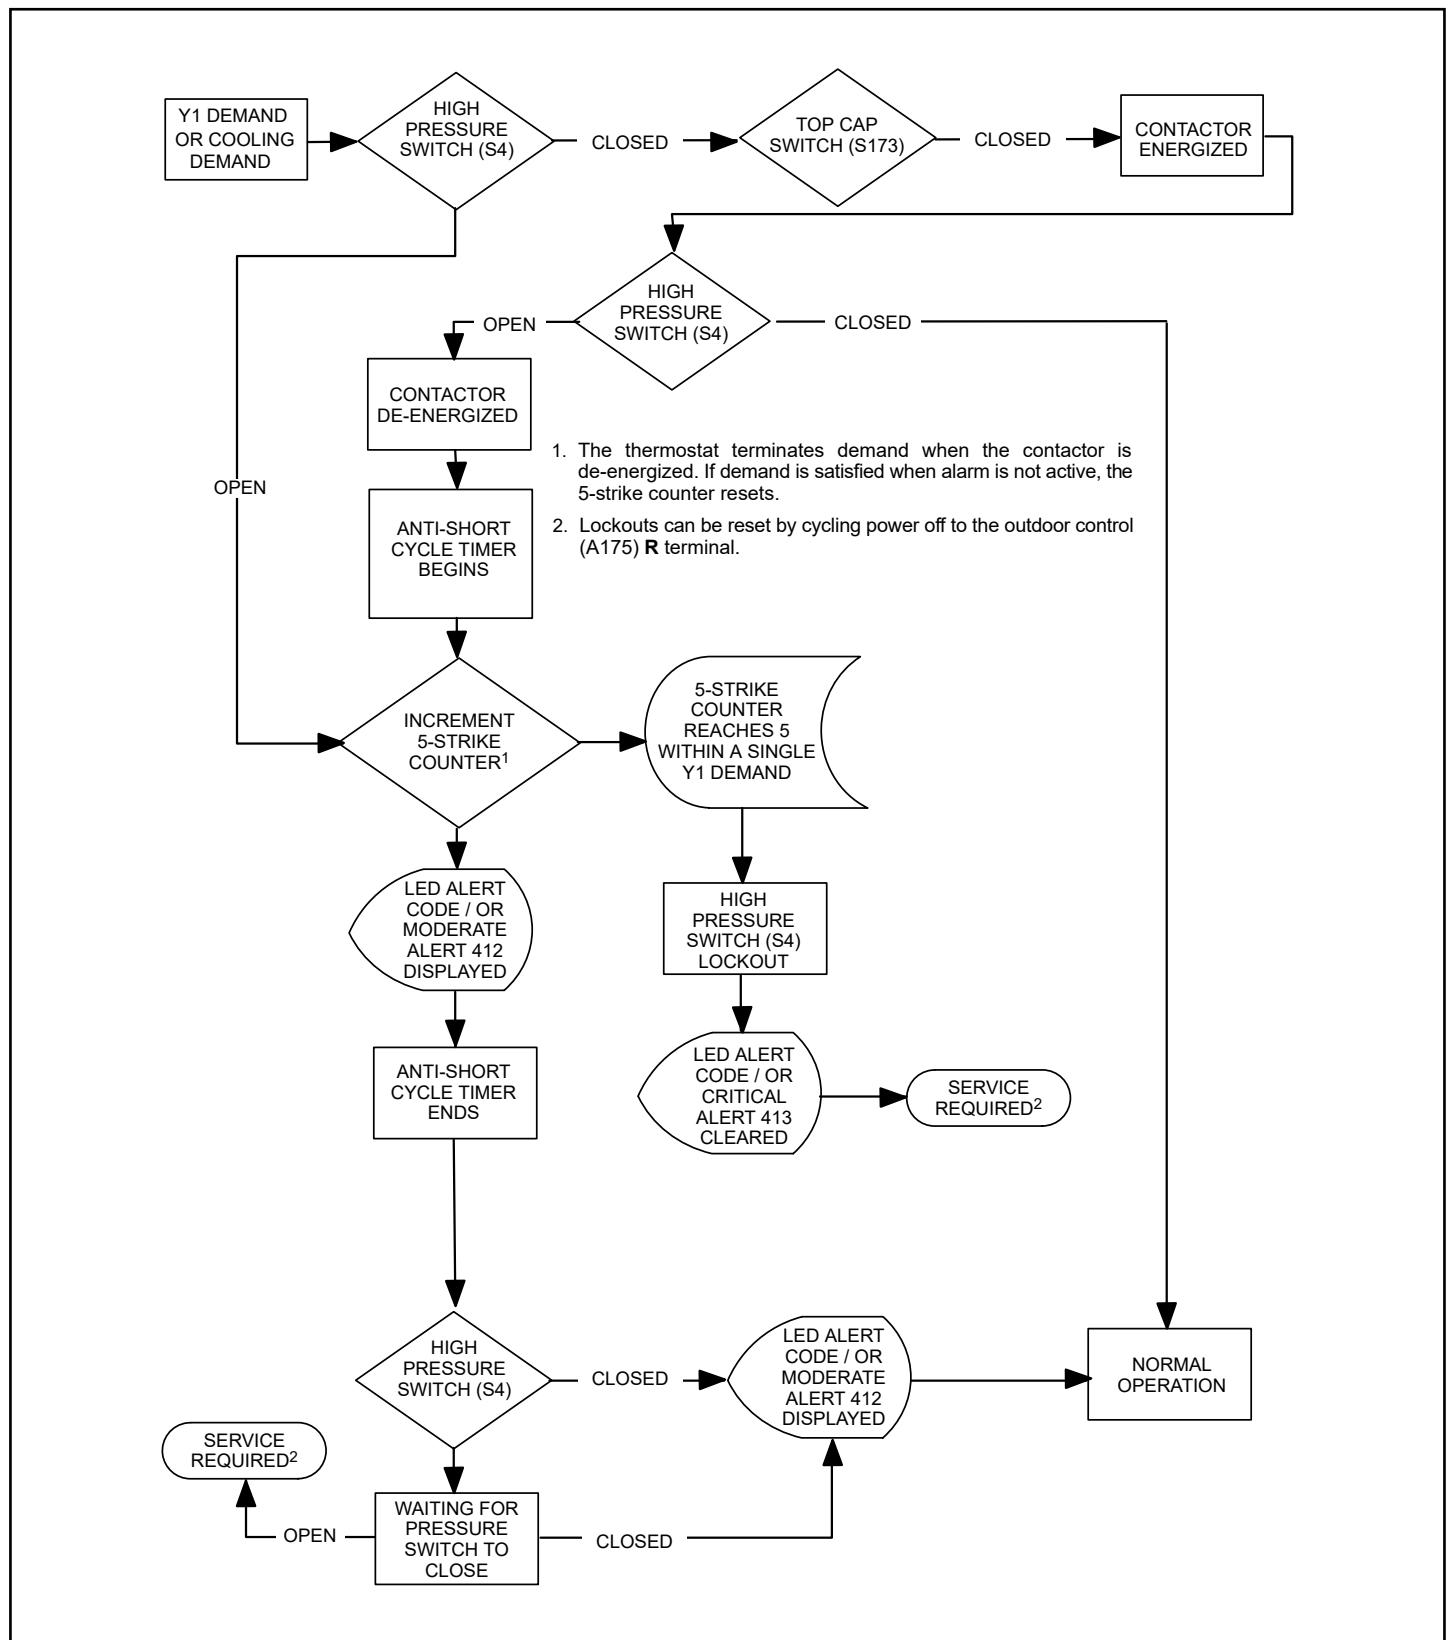 Y1 DEMAND
OR COOLING
DEMAND
HIGH
PRESSURE
SWITCH (S4)
CLOSED
TOP CAP
SWITCH (S173)
CLOSED
CONTACTOR
ENERGIZED
HIGH
PRESSURE
SWITCH (S4)
OPEN
CLOSED
CONTACTOR
DE-ENERGIZED
1. The thermostat terminates demand when the contactor is
de-energized. If demand is satisfied when alarm is not active, the
5-strike counter resets.
2. Lockouts can be reset by cycling power off to the outdoor control
(A175) R terminal.
OPEN
ANTI-SHORT
CYCLE TIMER
BEGINS
INCREMENT
5-STRIKE
COUNTER1
5-STRIKE
COUNTER
REACHES 5
WITHIN A SINGLE
Y1 DEMAND
LED ALERT
CODE / OR
MODERATE
ALERT 412
DISPLAYED
HIGH
PRESSURE
SWITCH (S4)
LOCKOUT
ANTI-SHORT
CYCLE TIMER
ENDS
LED ALERT
CODE / OR
CRITICAL
ALERT 413
CLEARED
SERVICE
REQUIRED2
HIGH
PRESSURE
SWITCH (S4)
CLOSED
LED ALERT
CODE / OR
MODERATE
ALERT 412
DISPLAYED
NORMAL
OPERATION
SERVICE
REQUIRED2
OPEN
WAITING FOR
PRESSURE
SWITCH TO
CLOSE
CLOSED